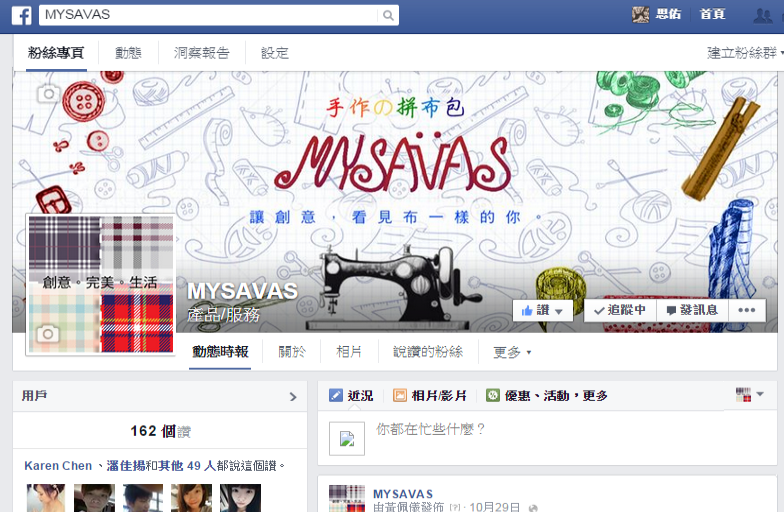 MYSAVAS
思佑 首頁
粉絲專頁 動態 洞察報告 設定 建立粉絲群
手作の拼布包
MYSAVAS
讓創意，看見布一樣的你。
創意。完美。生活
MYSAVAS
產品/服務
讚 追蹤中 發訊息
動態時報 關於 相片 說讚的粉絲 更多
用戶
162 個讚
Karen Chen、潘佳揚和其他 49 人都說這個讚。
近況 相片/影片 優惠、活動，更多
你都在忙些什麼？
MYSAVAS
由黃佩儀發佈 [?] · 10月29日